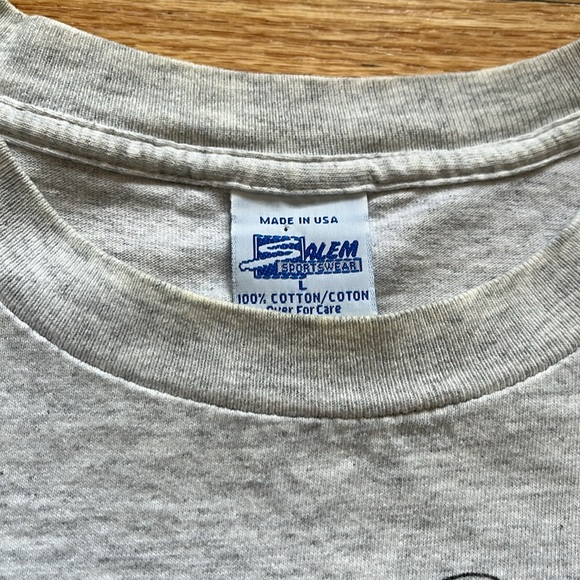 MADE IN USA
SALEM
SPORTSWEAR
L
100% COTTON/COTON
Over For Care